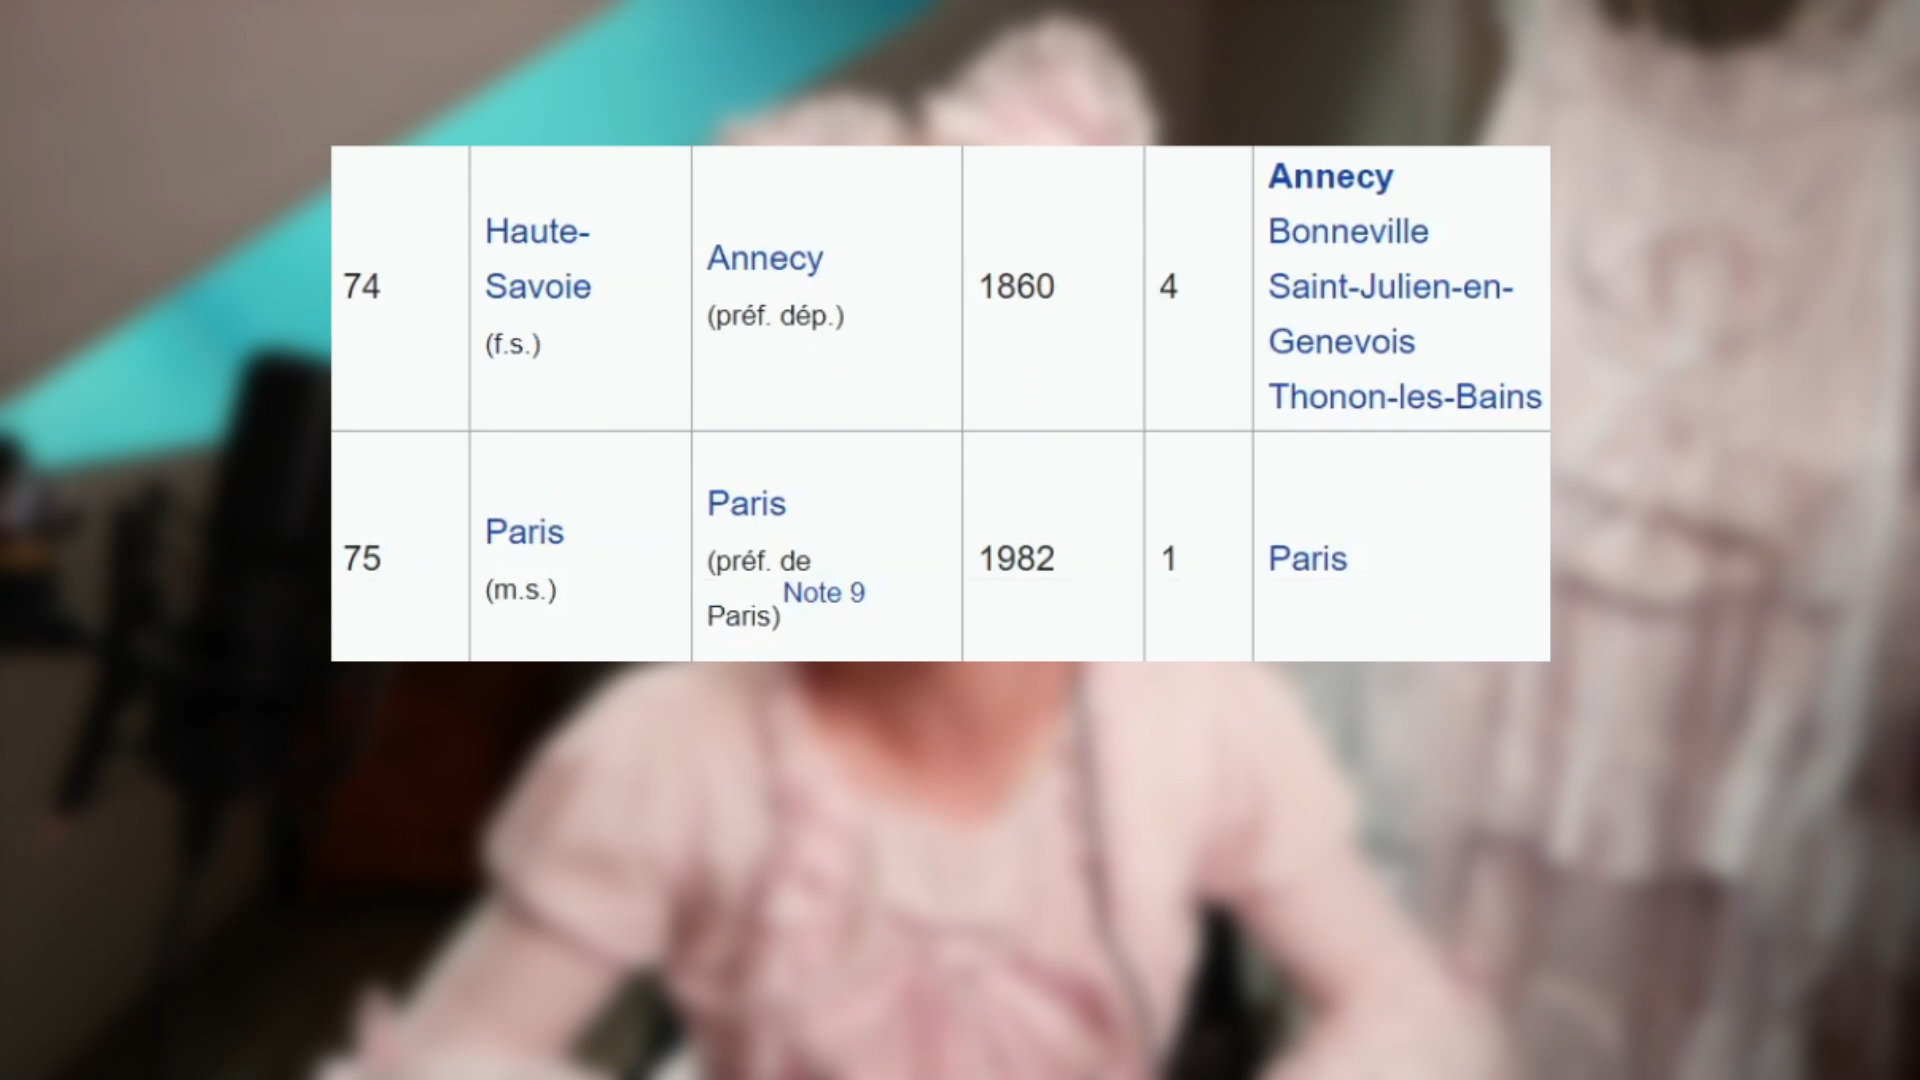 74
Haute-
Savoie
(f.s.)
Annecy
(préf. dép.)
1860
4
Annecy
Bonneville
Saint-Julien-en-
Genevois
Thonon-les-Bains
75
Paris
(m.s.)
Paris
(préf. de
Paris) Note 9
1982
1
Paris